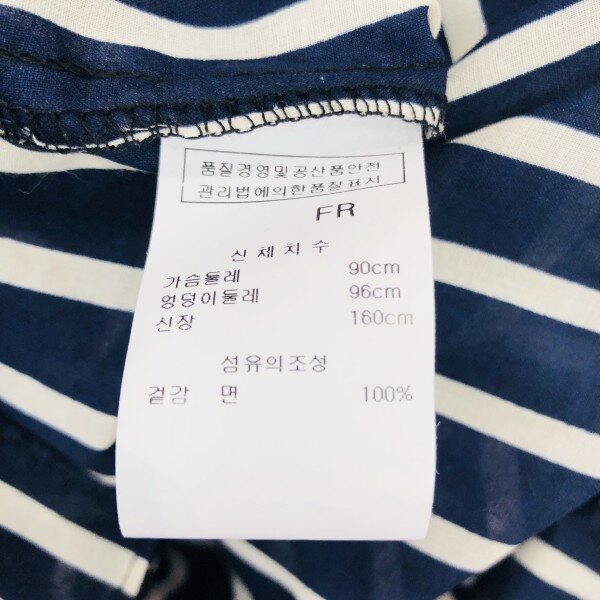 품질경영및공산품안전
관리법에의한품질표시
FR
신체치수
가슴둘레 90cm
엉덩이둘레 96cm
신장 160cm
섬유의조성
겉감 면 100%